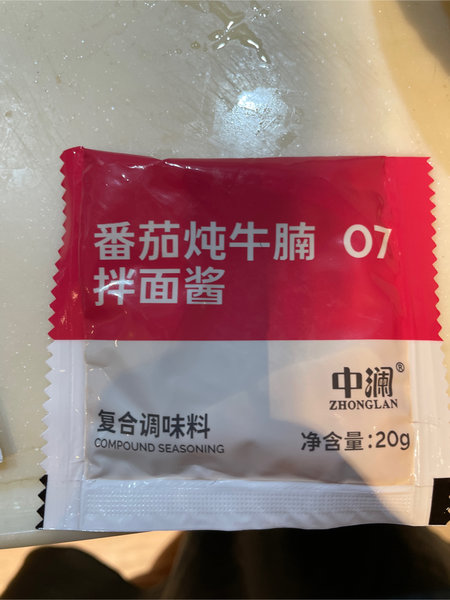 番茄炖牛腩 07
拌面酱
中澜®
ZHONGLAN
复合调味料
COMPOUND SEASONING
净含量:20g